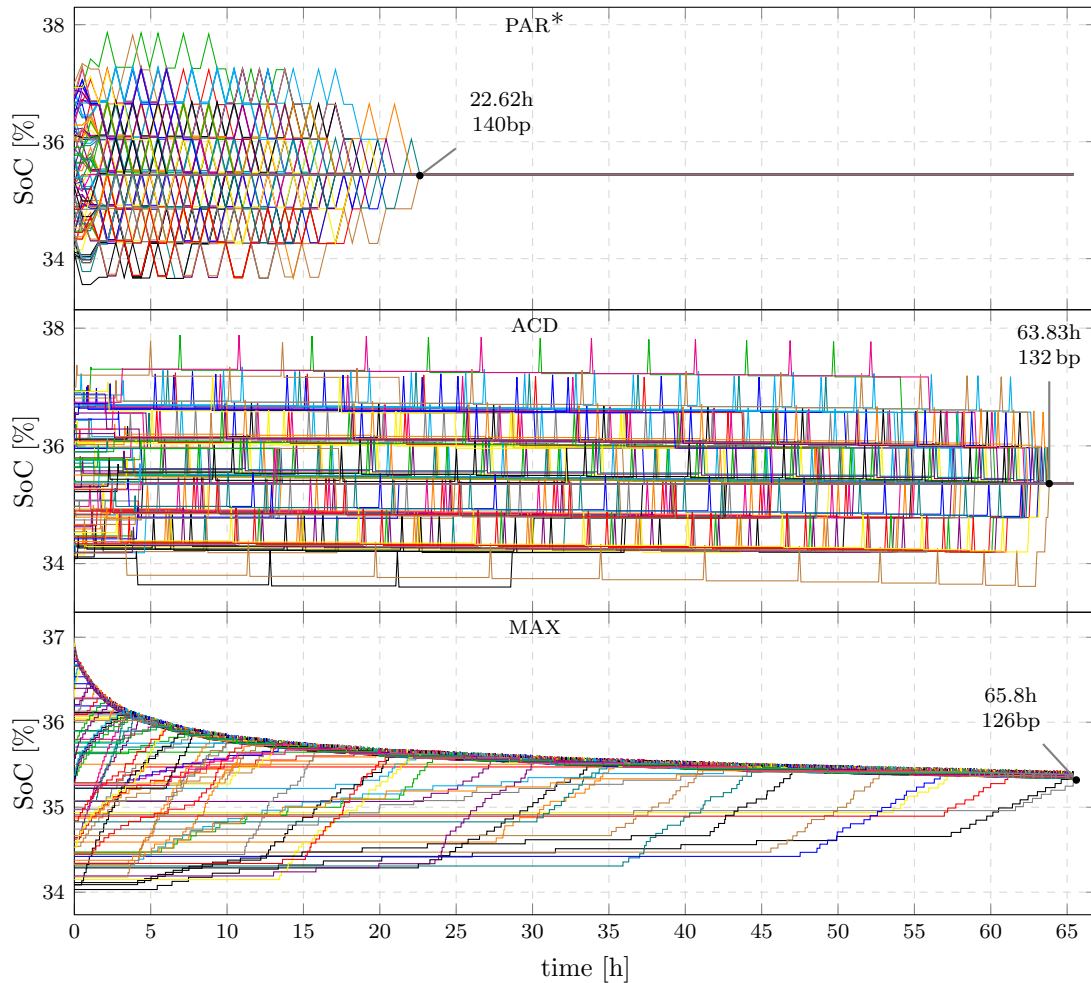 PAR*
38
36
34
SoC [%]
22.62h
140bp
ACD
38
36
34
SoC [%]
63.83h
132 bp
MAX
37
36
35
34
SoC [%]
65.8h
126bp
0 5 10 15 20 25 30 35 40 45 50 55 60 65
time [h]